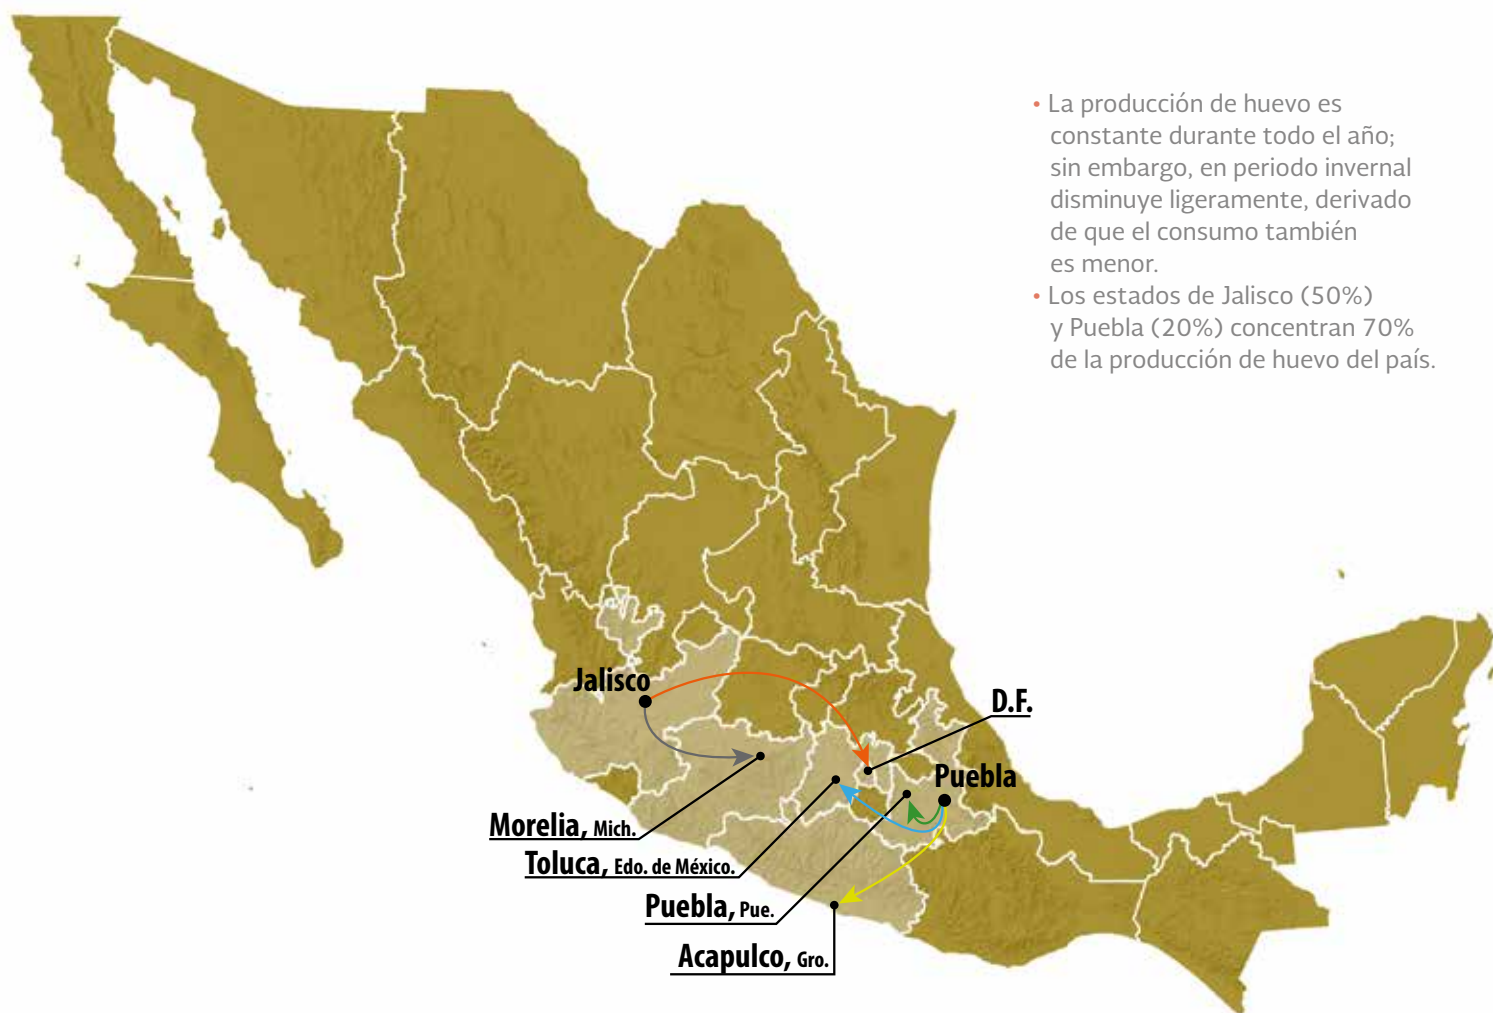 • La producción de huevo es
constante durante todo el año;
sin embargo, en periodo invernal
disminuye ligeramente, derivado
de que el consumo también
es menor.
• Los estados de Jalisco (50%)
y Puebla (20%) concentran 70%
de la producción de huevo del país.
Jalisco
D.F.
Puebla
Morelia, Mich.
Toluca, Edo. de México.
Puebla, Pue.
Acapulco, Gro.